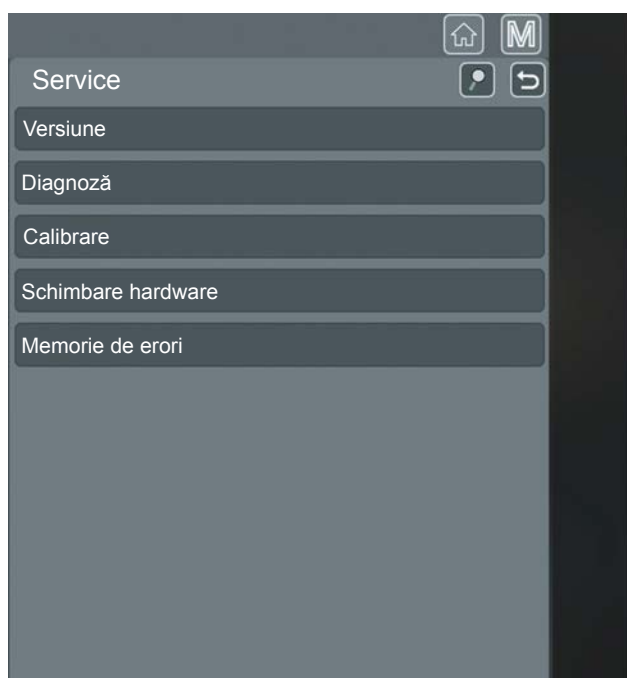 M
Service
Versiune
Diagnoză
Calibrare
Schimbare hardware
Memorie de erori